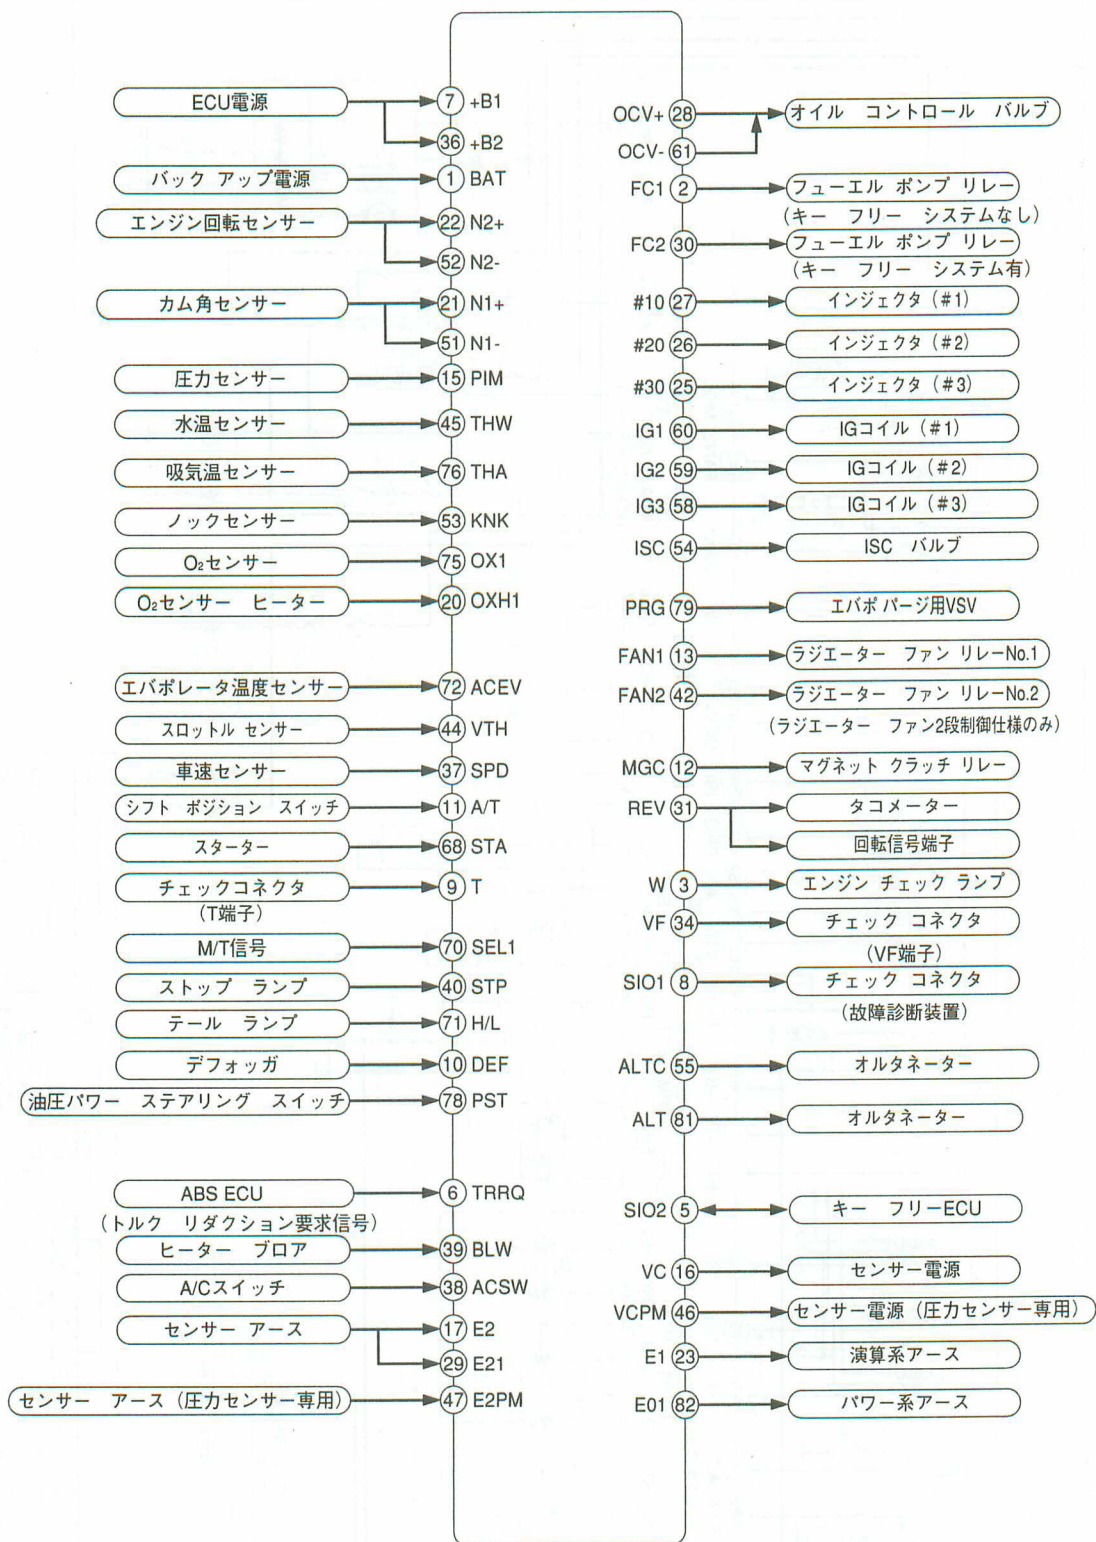 ECU電源 7 +B1
36 +B2
バック アップ電源 1 BAT
エンジン回転センサー 22 N2+
52 N2-
カム角センサー 21 N1+
51 N1-
圧力センサー 15 PIM
水温センサー 45 THW
吸気温センサー 76 THA
ノックセンサー 53 KNK
O₂センサー 75 OX1
O₂センサー ヒーター 20 OXH1
エバポレータ温度センサー 72 ACEV
スロットル センサー 44 VTH
車速センサー 37 SPD
シフト ポジション スイッチ 11 A/T
スターター 68 STA
チェックコネクタ 9 T
(T端子)
M/T信号 70 SEL1
ストップ ランプ 40 STP
テール ランプ 71 H/L
デフォッガ 10 DEF
油圧パワー ステアリング スイッチ 78 PST
ABS ECU 6 TRRQ
(トルク リダクション要求信号)
ヒーター ブロア 39 BLW
A/Cスイッチ 38 ACSW
センサー アース 17 E2
29 E21
センサー アース (圧力センサー専用) 47 E2PM
OCV+ 28 オイル コントロール バルブ
OCV- 61
FC1 2 フューエル ポンプ リレー
(キー フリー システムなし)
FC2 30 フューエル ポンプ リレー
(キー フリー システム有)
#10 27 インジェクタ (#1)
#20 26 インジェクタ (#2)
#30 25 インジェクタ (#3)
IG1 60 IGコイル (#1)
IG2 59 IGコイル (#2)
IG3 58 IGコイル (#3)
ISC 54 ISC バルブ
PRG 79 エバポ パージ用VSV
FAN1 13 ラジエーター ファン リレーNo.1
FAN2 42 ラジエーター ファン リレーNo.2
(ラジエーター ファン2段制御仕様のみ)
MGC 12 マグネット クラッチ リレー
REV 31 タコメーター
回転信号端子
W 3 エンジン チェック ランプ
VF 34 チェック コネクタ
(VF端子)
SIO1 8 チェック コネクタ
(故障診断装置)
ALTC 55 オルタネーター
ALT 81 オルタネーター
SIO2 5 キー フリーECU
VC 16 センサー電源
VCPM 46 センサー電源 (圧力センサー専用)
E1 23 演算系アース
E01 82 パワー系アース